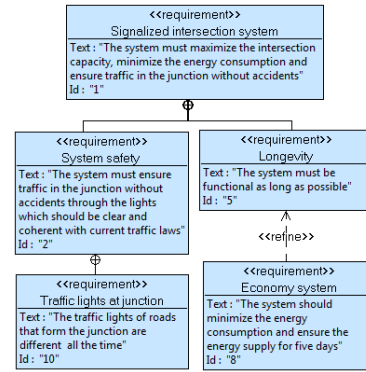 <<requirement>>
Signalized intersection system
Text : "The system must maximize the intersection
capacity, minimize the energy consumption and
ensure traffic in the junction without accidents"
Id : "1"
<<requirement>>
System safety
Text : "The system must ensure
traffic in the junction without
accidents through the lights
which should be clear and
coherent with current traffic laws"
Id : "2"
<<requirement>>
Longevity
Text : "The system must be
functional as long as possible"
Id : "5"
<<refine>>
<<requirement>>
Traffic lights at junction
Text : "The traffic lights of roads
that form the junction are
different all the time"
Id : "10"
<<requirement>>
Economy system
Text : "The system should
minimize the energy
consumption and ensure the
energy supply for five days"
Id : "8"